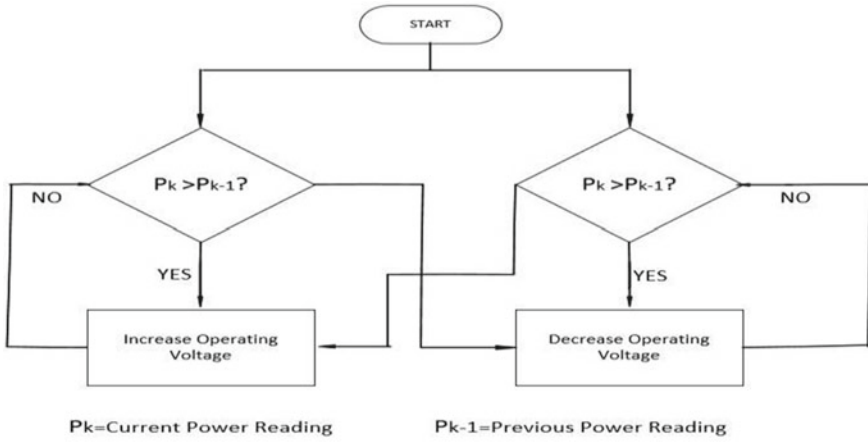 START
Pk >Pk-1?
Pk >Pk-1?
NO
NO
YES
YES
Increase Operating
Voltage
Decrease Operating
Voltage
Pk=Current Power Reading
Pk-1=Previous Power Reading